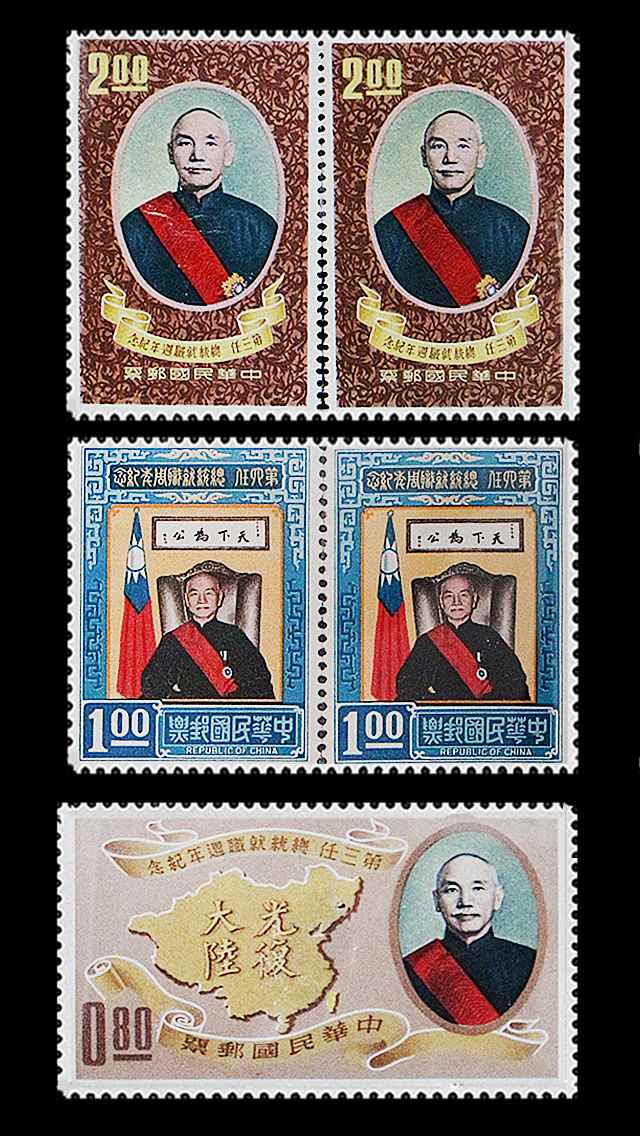 2.00
第三任 總統就職週年紀念
中華民國郵票
2.00
第三任 總統就職週年紀念
中華民國郵票
第四任 總統就職周年紀念
天下為公
1.00
中華民國郵票
REPUBLIC OF CHINA
第四任 總統就職周年紀念
天下為公
1.00
中華民國郵票
REPUBLIC OF CHINA
第三任 總統就職週年紀念
光復
大陸
0.80
中華民國郵票